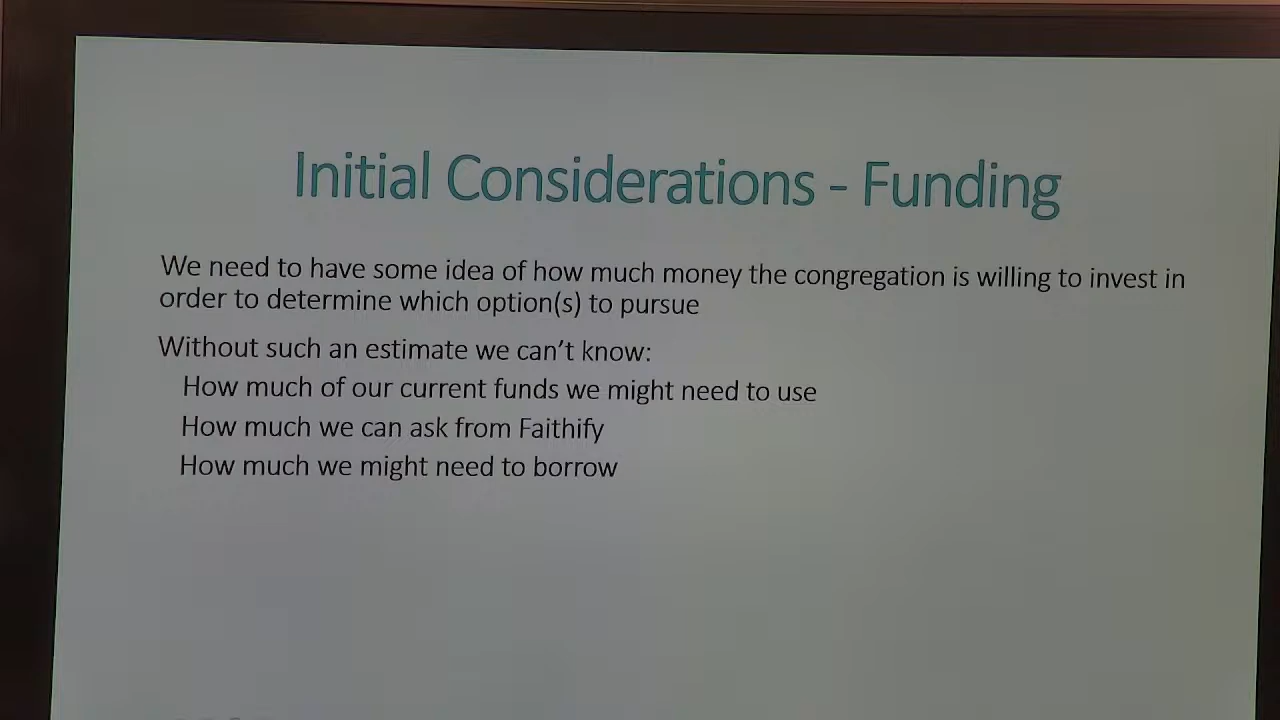 Initial Considerations - Funding
We need to have some idea of how much money the congregation is willing to invest in
order to determine which option(s) to pursue
Without such an estimate we can't know:
How much of our current funds we might need to use
How much we can ask from Faithify
How much we might need to borrow